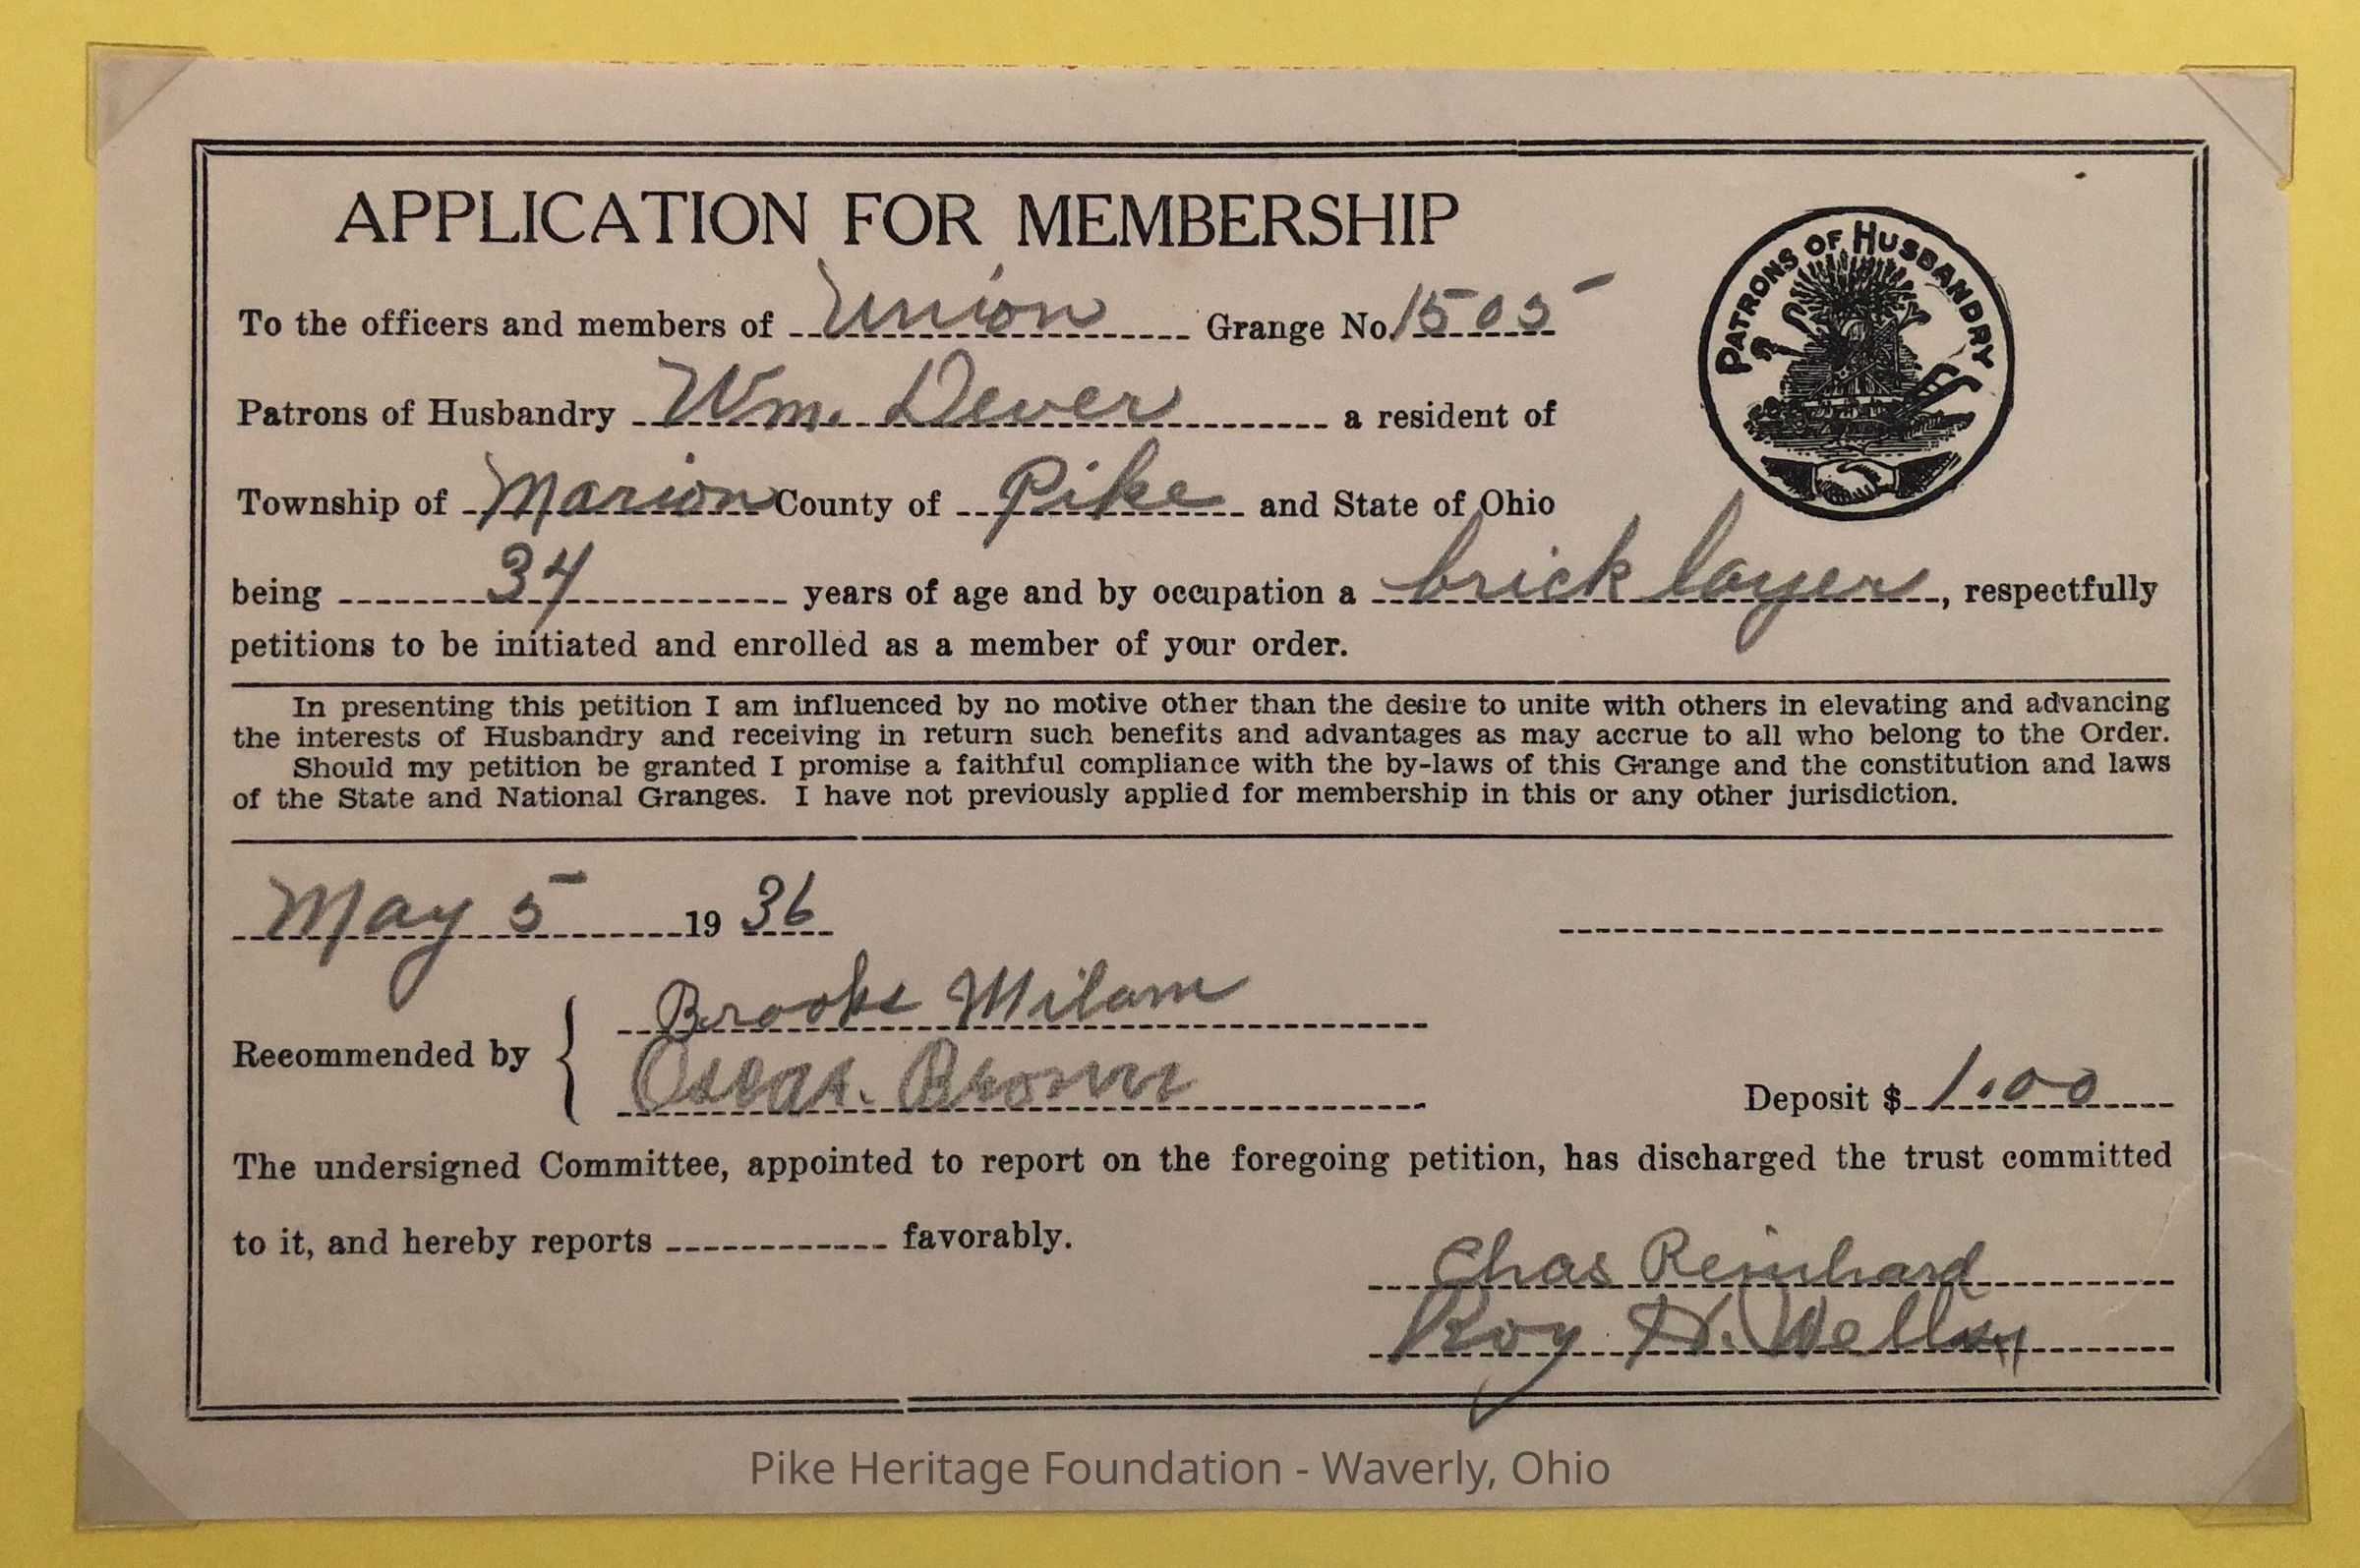 APPLICATION FOR MEMBERSHIP
PATRONS OF HUSBANDRY
To the officers and members of Union Grange No. 1505
Patrons of Husbandry Wm. Dever a resident of
Township of Marion County of Pike and State of Ohio
being 34 years of age and by occupation a brick layer, respectfully
petitions to be initiated and enrolled as a member of your order.
In presenting this petition I am influenced by no motive other than the desire to unite with others in elevating and advancing
the interests of Husbandry and receiving in return such benefits and advantages as may accrue to all who belong to the Order.
Should my petition be granted I promise a faithful compliance with the by-laws of this Grange and the constitution and laws
of the State and National Granges. I have not previously applied for membership in this or any other jurisdiction.
May 5 1936
Brooks Milam
Recommended by
Oscar. Brown
Deposit $ 1.00
The undersigned Committee, appointed to report on the foregoing petition, has discharged the trust committed
to it, and hereby reports favorably.
Chas Reinhard
Roy H.
Pike Heritage Foundation - Waverly, Ohio